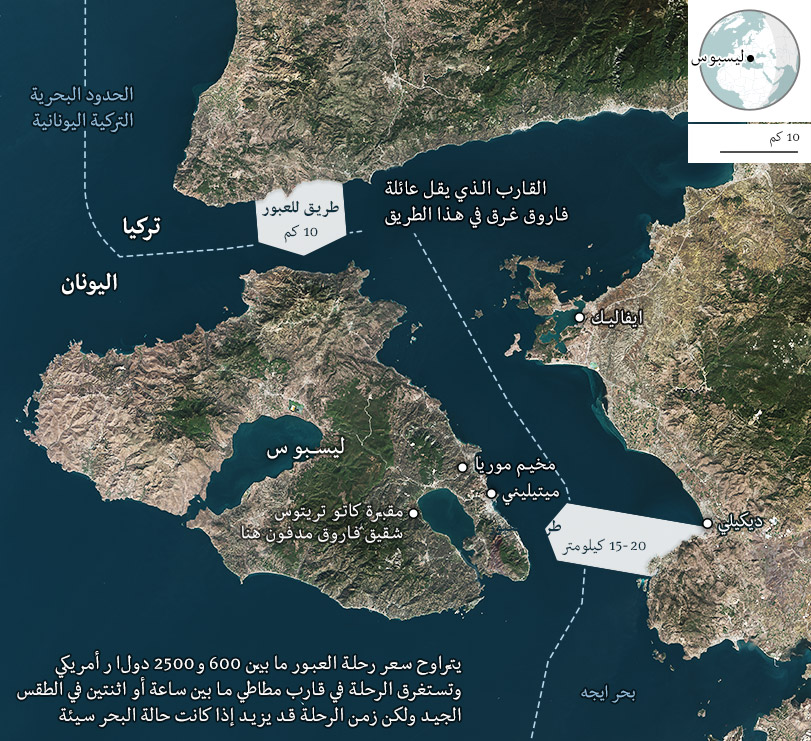 ليسبوس
10 كم
الحدود البحرية
التركية اليونانية
القارب الذي يقل عائلة
فاروق غرق في هذا الطريق
طريق للعبور
10 كم
تركيا
اليونان
ايفاليك
ليسبوس
مخيم موريا
ميتيليني
مقبرة كاتو تريتوس
شقيق فاروق مدفون هنا
ديكيلي
طر
15-20 كيلومتر
بحر ايجه
يتراوح سعر رحلة العبور ما بين 600 و2500 دولار أمريكي
وتستغرق الرحلة في قارب مطاطي ما بين ساعة أو اثنتين في الطقس
الجيد ولكن زمن الرحلة قد يزيد إذا كانت حالة البحر سيئة